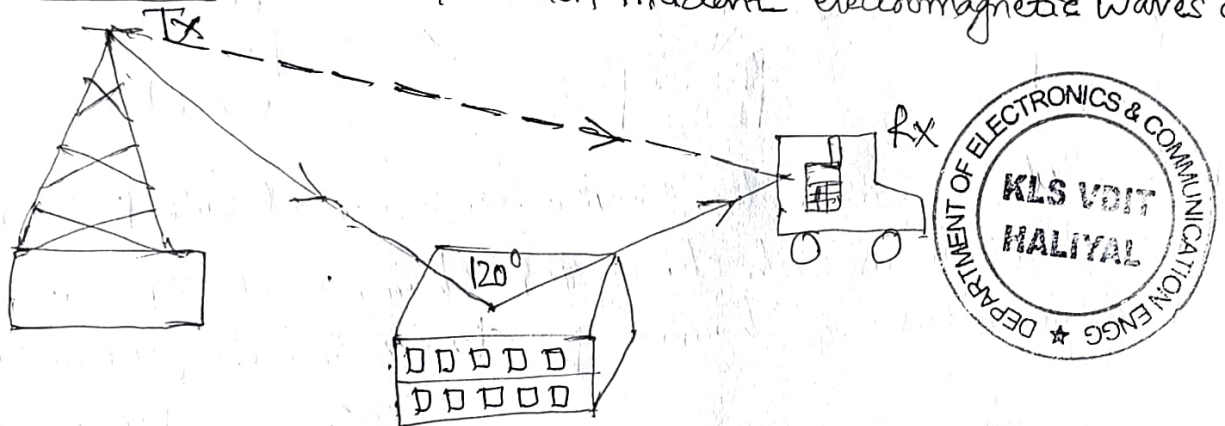 incident electromagnetic waves
Tx
Rx
120°
DEPARTMENT OF ELECTRONICS & COMMUNICATION ENGG
KLS VDIT
HALIYAL